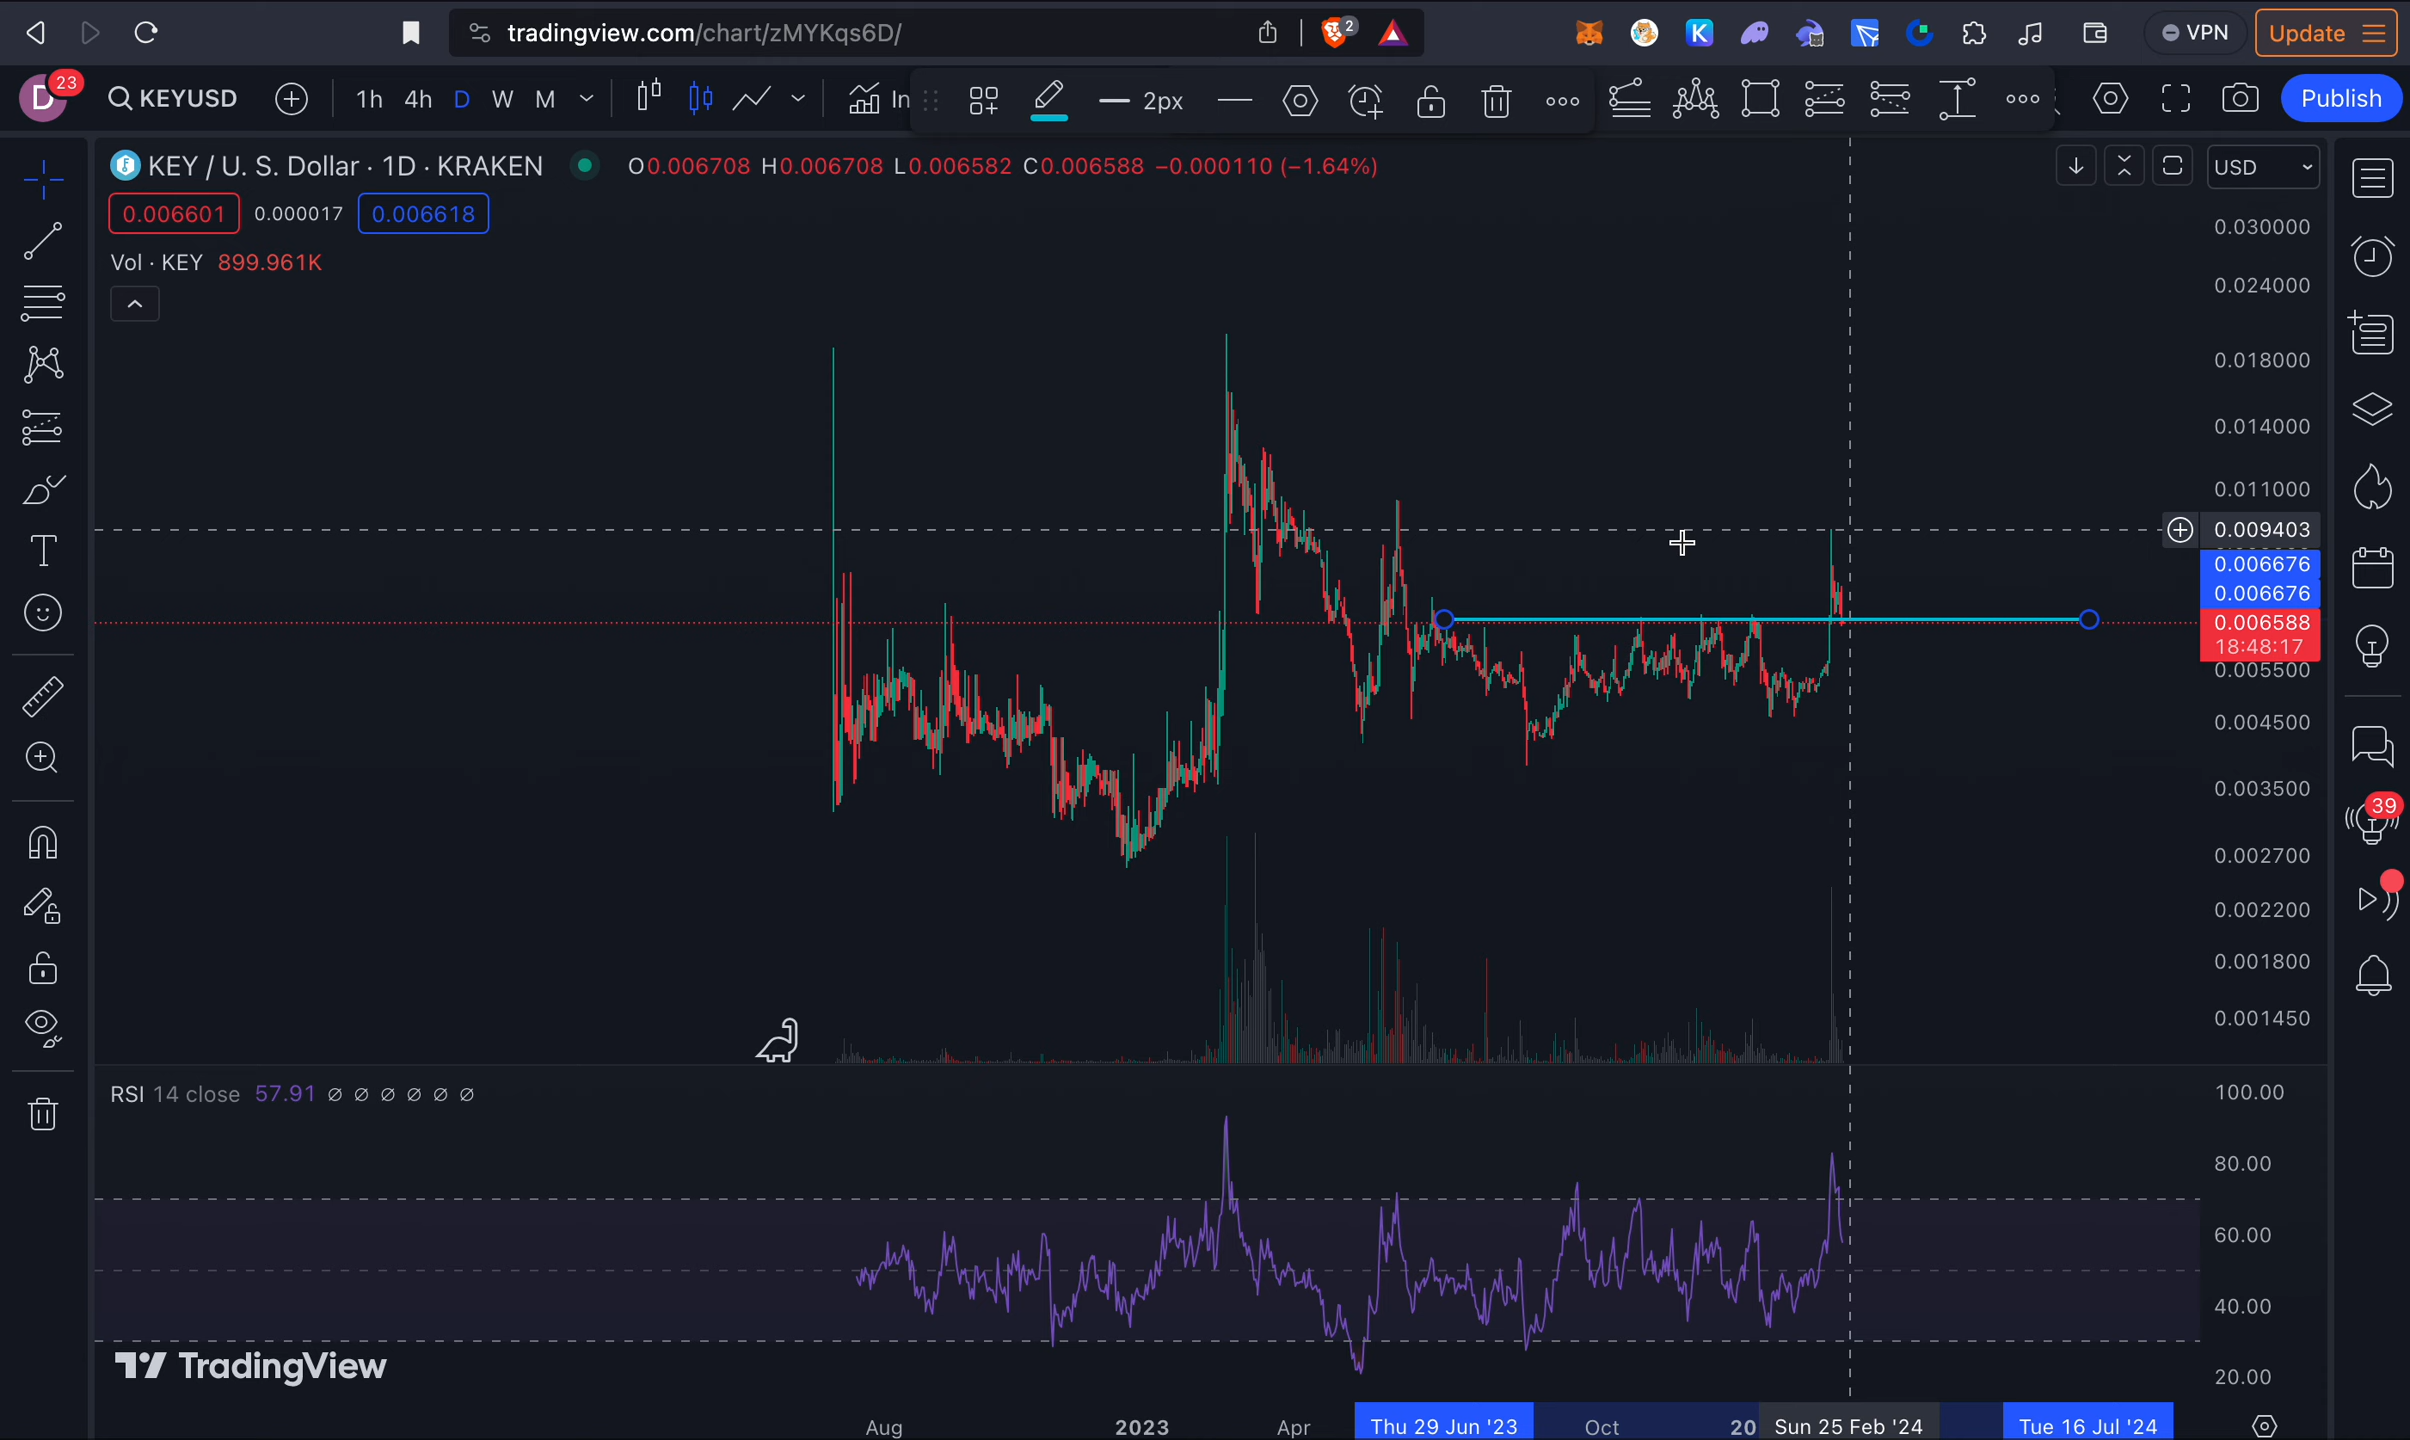 tradingview.com/chart/zMYKqs6D/
2
VPN
Update
D
23
KEYUSD
1h
4h
D
W
M
In
2px
Publish
KEY / U. S. Dollar · 1D · KRAKEN
O0.006708 H0.006708 L0.006582 C0.006588 −0.000110 (−1.64%)
USD
0.006601
0.000017
0.006618
Vol · KEY 899.961K
0.030000
0.024000
0.018000
0.014000
0.011000
0.009403
0.006676
0.006676
0.006588
18:48:17
0.005500
0.004500
0.003500
0.002700
0.002200
0.001800
0.001450
39
RSI 14 close 57.91 ∅ ∅ ∅ ∅ ∅ ∅
100.00
80.00
60.00
40.00
20.00
TradingView
Aug
2023
Apr
Thu 29 Jun '23
Oct
20
Sun 25 Feb '24
Tue 16 Jul '24